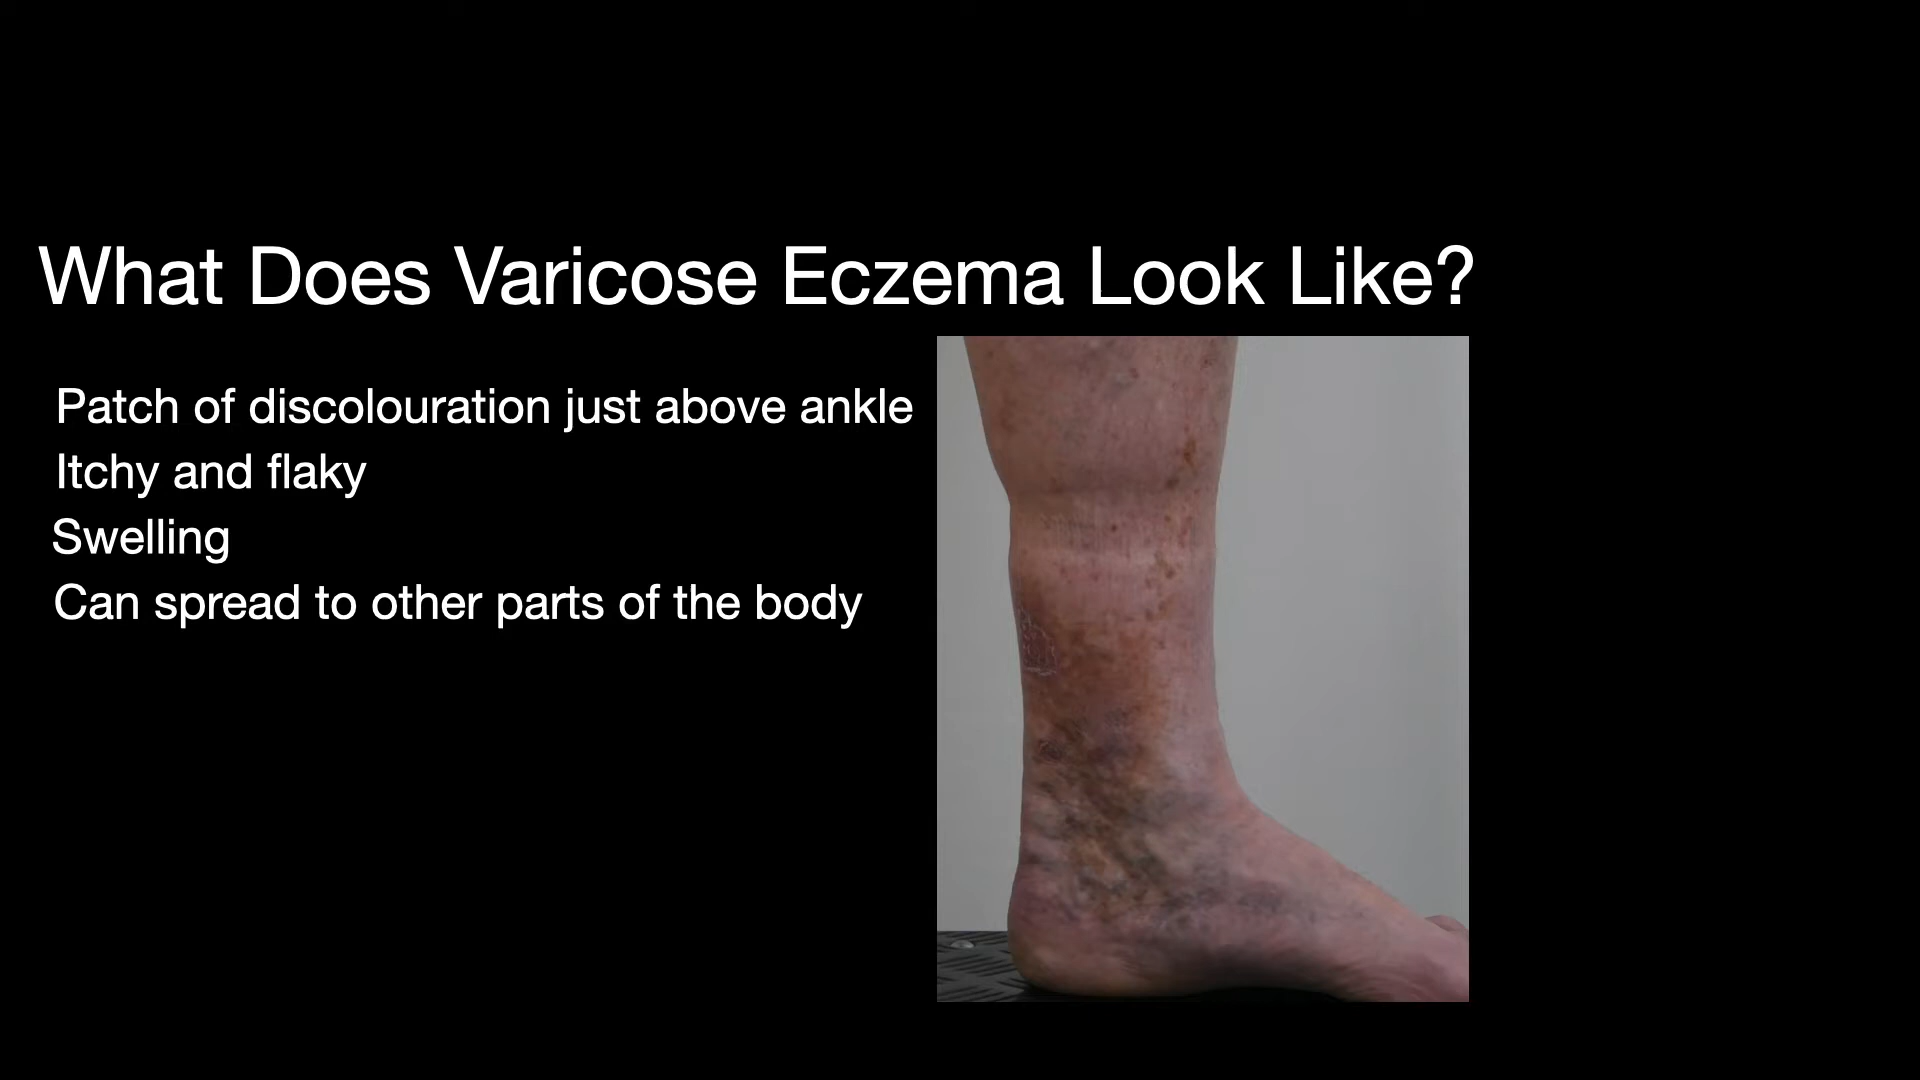 What Does Varicose Eczema Look Like?
Patch of discolouration just above ankle
Itchy and flaky
Swelling
Can spread to other parts of the body